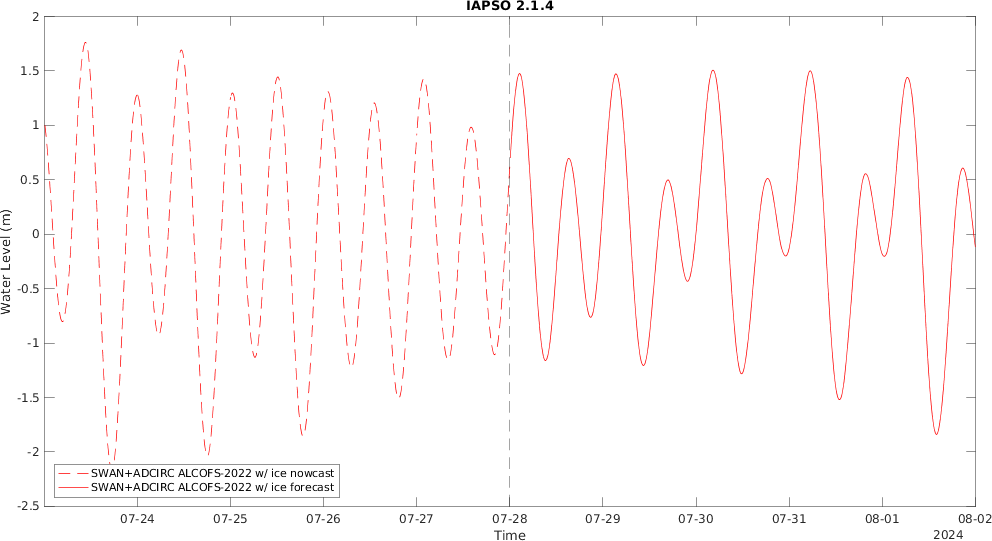 IAPSO 2.1.4
2
1.5
1
0.5
0
-0.5
-1
-1.5
-2
-2.5
Water Level (m)
SWAN+ADCIRC ALCOFS-2022 w/ ice nowcast
SWAN+ADCIRC ALCOFS-2022 w/ ice forecast
07-24 07-25 07-26 07-27 07-28 07-29 07-30 07-31 08-01 08-02
Time
2024